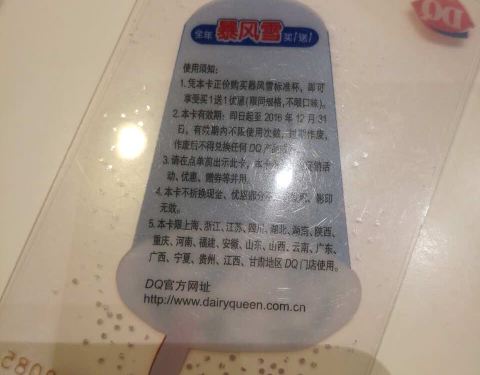 DQ
全年 暴风雪 买1送1
使用须知:
1. 凭本卡正价购买暴风雪标准杯,即可
享受买1送1优惠(限同规格,不限口味)。
2. 本卡有效期:即日起至 2016 年 12 月 31
日,有效期内不限使用次数,过期作废,
作废后不得兑换任何 DQ 产品
3. 请在点单前出示此卡,本卡 促销活
动、优惠、赠券等并用
4. 本卡不折换现金、优惠部分 影印
无效。
5. 本卡限上海、浙江、江苏、四川、湖北、湖南、陕西、
重庆、河南、福建、安徽、山东、山西、云南、广东、
广西、宁夏、贵州、江西、甘肃地区 DQ 门店使用。
DQ官方网址
http://www.dairyqueen.com.cn